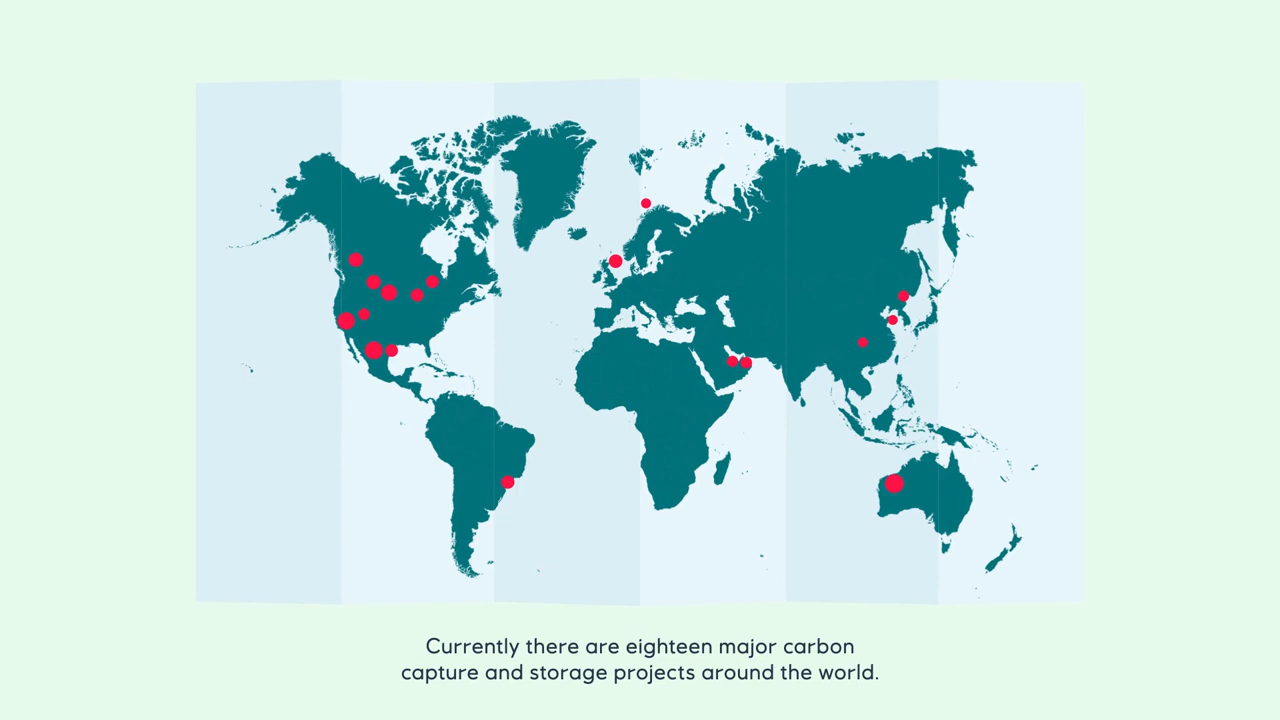 Currently there are eighteen major carbon
capture and storage projects around the world.